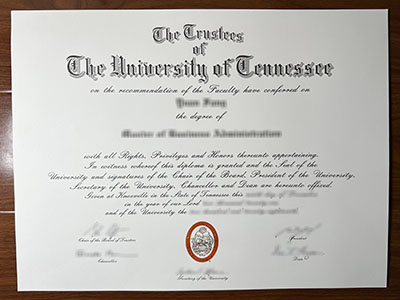 The Trustees
of
The University of Tennessee
on the recommendation of the Faculty have conferred on
the degree of
with all Rights, Privileges and Honors thereunto appertaining.
In witness whereof this diploma is granted and the Seal of the
University and signatures of the Chair of the Board, President of the University,
Secretary of the University, Chancellor and Dean are hereunto affixed.
Given at Knoxville in the State of Tennessee this
in the year of our Lord
and of the University the
Chair of the Board of Trustees
President
Chancellor
Dean
Secretary of the University